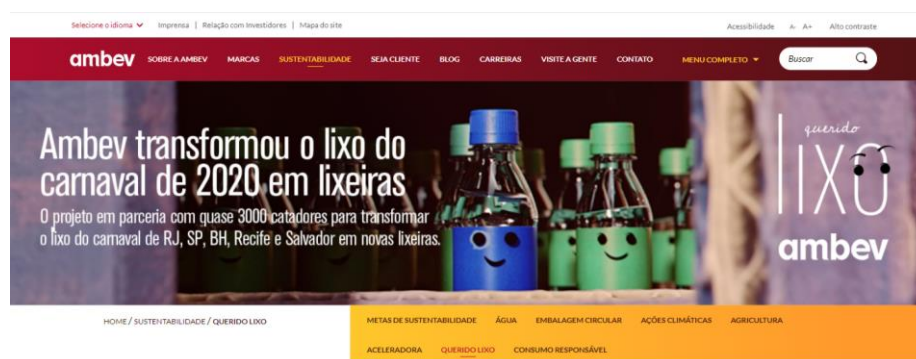 Selecione o idioma Imprensa | Relação com Investidores | Mapa do site Acessibilidade A- A+ Alto contraste
ambev SOBRE A AMBEV MARCAS SUSTENTABILIDADE SEJA CLIENTE BLOG CARREIRAS VISITE A GENTE CONTATO MENU COMPLETO Buscar
Ambev transformou o lixo do
carnaval de 2020 em lixeiras
O projeto em parceria com quase 3000 catadores para transformar
o lixo do carnaval de RJ, SP, BH, Recife e Salvador em novas lixeiras.
querido
lixo
ambev
HOME / SUSTENTABILIDADE / QUERIDO LIXO
METAS DE SUSTENTABILIDADE ÁGUA EMBALAGEM CIRCULAR AÇÕES CLIMÁTICAS AGRICULTURA
ACELERADORA QUERIDO LIXO CONSUMO RESPONSÁVEL